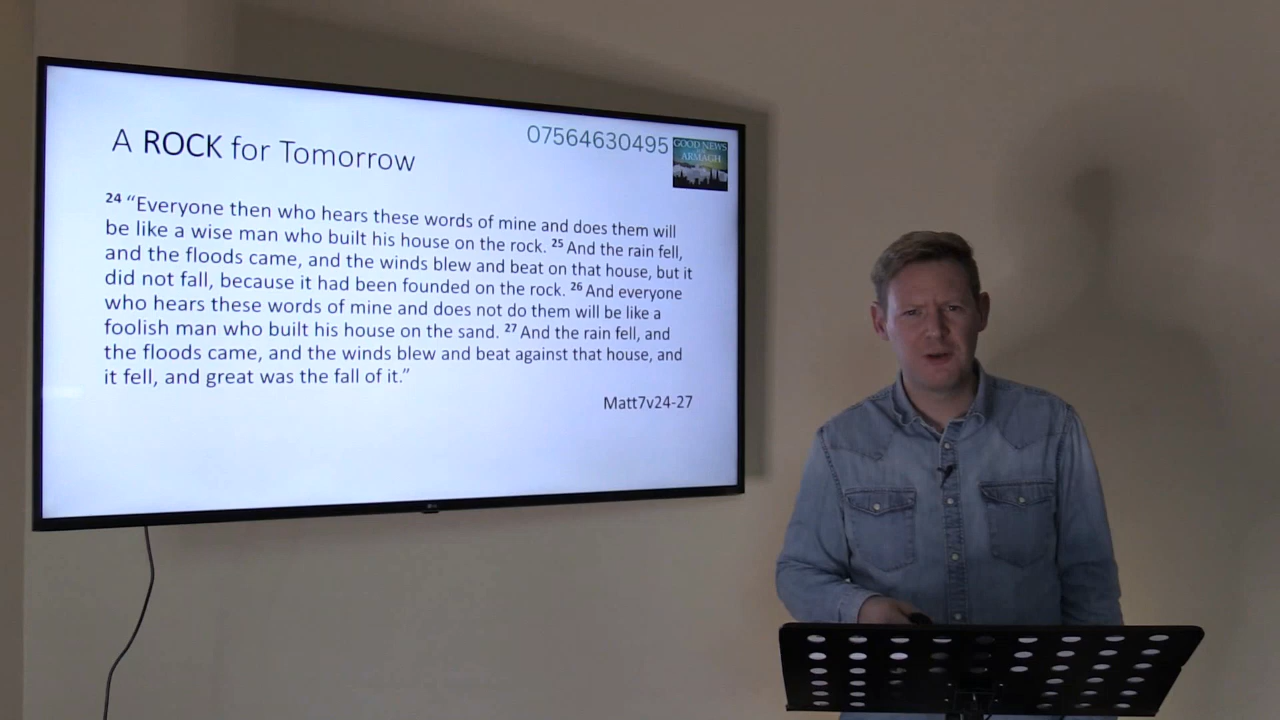 A ROCK for Tomorrow
07564630495
GOOD NEWS
ARMAGH
24 “Everyone then who hears these words of mine and does them will
be like a wise man who built his house on the rock. 25 And the rain fell,
and the floods came, and the winds blew and beat on that house, but it
did not fall, because it had been founded on the rock. 26 And everyone
who hears these words of mine and does not do them will be like a
foolish man who built his house on the sand. 27 And the rain fell, and
the floods came, and the winds blew and beat against that house, and
it fell, and great was the fall of it.”
Matt7v24-27